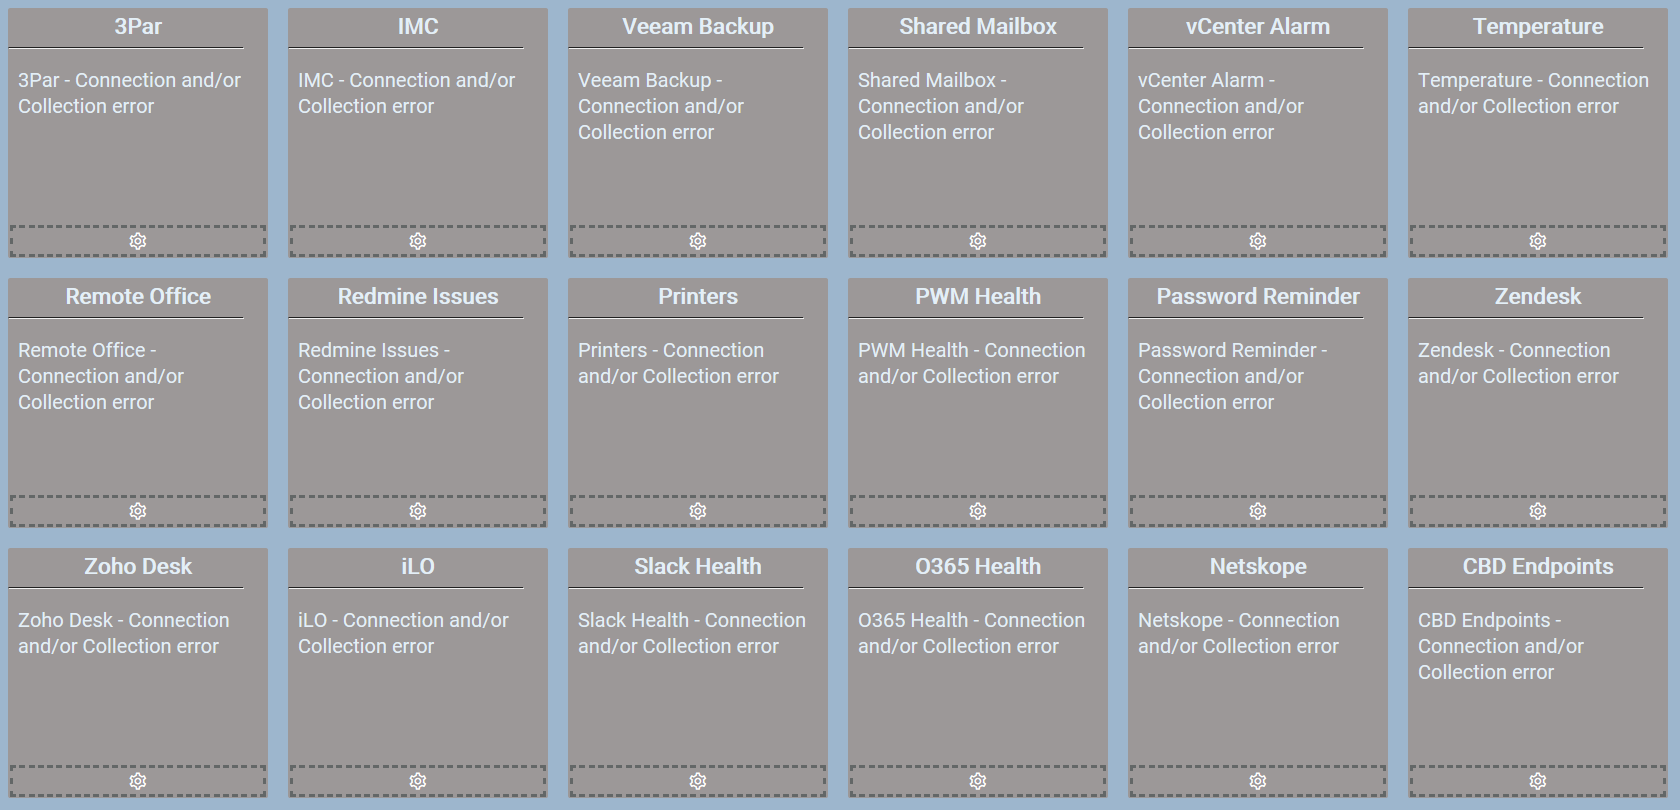 3Par
3Par - Connection and/or
Collection error
IMC
IMC - Connection and/or
Collection error
Veeam Backup
Veeam Backup -
Connection and/or
Collection error
Shared Mailbox
Shared Mailbox -
Connection and/or
Collection error
vCenter Alarm
vCenter Alarm -
Connection and/or
Collection error
Temperature
Temperature - Connection
and/or Collection error
Remote Office
Remote Office -
Connection and/or
Collection error
Redmine Issues
Redmine Issues -
Connection and/or
Collection error
Printers
Printers - Connection
and/or Collection error
PWM Health
PWM Health - Connection
and/or Collection error
Password Reminder
Password Reminder -
Connection and/or
Collection error
Zendesk
Zendesk - Connection
and/or Collection error
Zoho Desk
Zoho Desk - Connection
and/or Collection error
iLO
iLO - Connection and/or
Collection error
Slack Health
Slack Health - Connection
and/or Collection error
O365 Health
O365 Health - Connection
and/or Collection error
Netskope
Netskope - Connection
and/or Collection error
CBD Endpoints
CBD Endpoints -
Connection and/or
Collection error